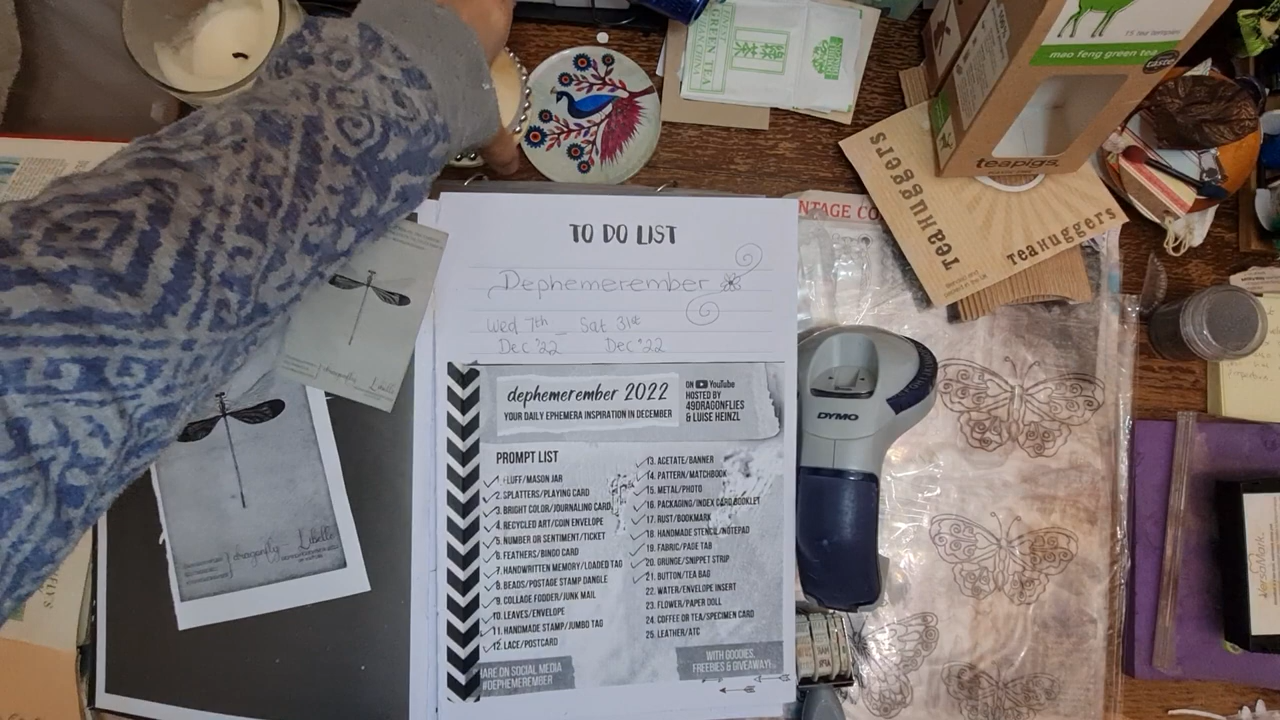 GREEN TEA
mao feng green tea
teapigs.
TeaHuggers
TeaHuggers
TO DO LIST
Dephemerember
Wed 7th – Sat 31st
Dec '22 Dec '22
dephemerember 2022
YOUR DAILY EPHEMERA INSPIRATION IN DECEMBER
ON YouTube
HOSTED BY
49DRAGONFLIES
& LUISE HEINZL
PROMPT LIST
1. FLUFF/MASON JAR
2. SPLATTERS/PLAYING CARD
3. BRIGHT COLOR/JOURNALING CARD
4. RECYCLED ART/COIN ENVELOPE
5. NUMBER OR SENTIMENT/TICKET
6. FEATHERS/BINGO CARD
7. HANDWRITTEN MEMORY/LOADED TAG
8. BEADS/POSTAGE STAMP DANGLE
9. COLLAGE FODDER/JUNK MAIL
10. LEAVES/ENVELOPE
11. HANDMADE STAMP/JUMBO TAG
12. LACE/POSTCARD
13. ACETATE/BANNER
14. PATTERN/MATCHBOOK
15. METAL/PHOTO
16. PACKAGING/INDEX CARD BOOKLET
17. RUST/BOOKMARK
18. HANDMADE STENCIL/NOTEPAD
19. FABRIC/PAGE TAB
20. GRUNGE/SNIPPET STRIP
21. BUTTON/TEA BAG
22. WATER/ENVELOPE INSERT
23. FLOWER/PAPER DOLL
24. COFFEE OR TEA/SPECIMEN CARD
25. LEATHER/ATC
ARE ON SOCIAL MEDIA
#DEPHEMEREMBER
WITH GOODIES,
FREEBIES & GIVEAWAY!
DYMO
dragonfly Libelle
dragonfly Libelle